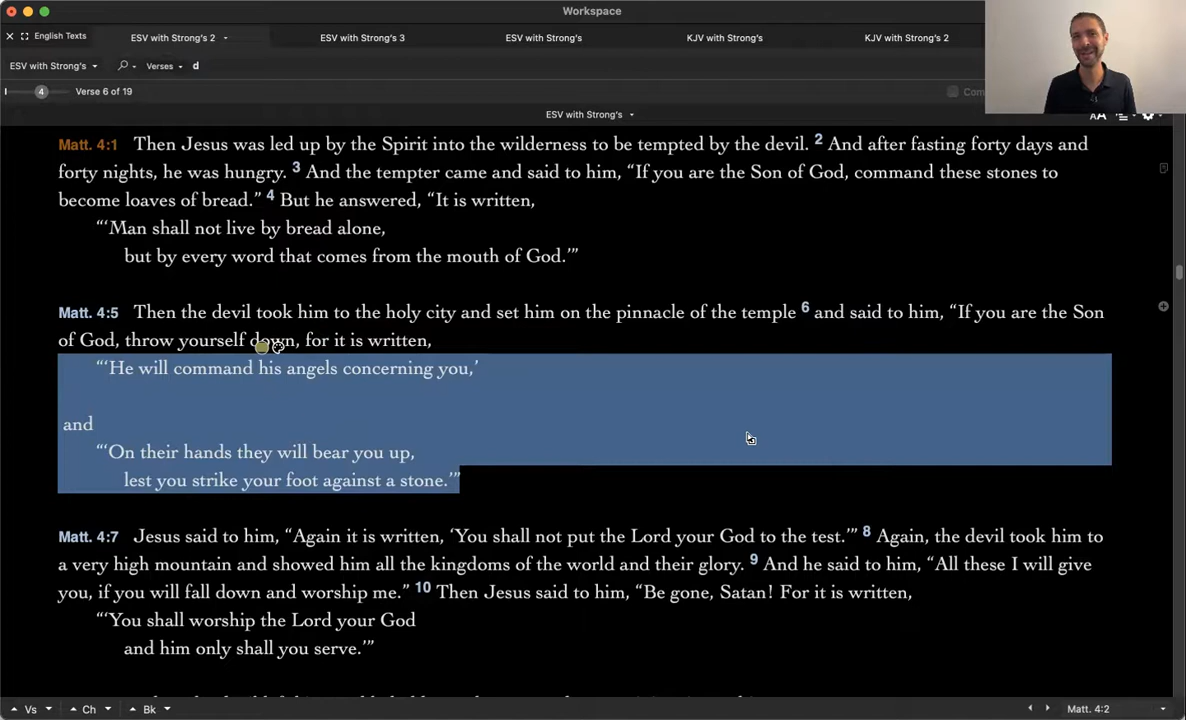 Workspace
English Texts
ESV with Strong's 2
ESV with Strong's 3
ESV with Strong's
KJV with Strong's
KJV with Strong's 2
ESV with Strong's
Verses
d
4
Verse 6 of 19
ESV with Strong's
AA
Matt. 4:1 Then Jesus was led up by the Spirit into the wilderness to be tempted by the devil. 2 And after fasting forty days and
forty nights, he was hungry. 3 And the tempter came and said to him, “If you are the Son of God, command these stones to
become loaves of bread.” 4 But he answered, “It is written,
“‘Man shall not live by bread alone,
but by every word that comes from the mouth of God.’”
Matt. 4:5 Then the devil took him to the holy city and set him on the pinnacle of the temple 6 and said to him, “If you are the Son
of God, throw yourself down, for it is written,
“‘He will command his angels concerning you,’
and
“‘On their hands they will bear you up,
lest you strike your foot against a stone.’”
Matt. 4:7 Jesus said to him, “Again it is written, ‘You shall not put the Lord your God to the test.’” 8 Again, the devil took him to
a very high mountain and showed him all the kingdoms of the world and their glory. 9 And he said to him, “All these I will give
you, if you will fall down and worship me.” 10 Then Jesus said to him, “Be gone, Satan! For it is written,
“‘You shall worship the Lord your God
and him only shall you serve.’”
Vs
Ch
Bk
Matt. 4:2